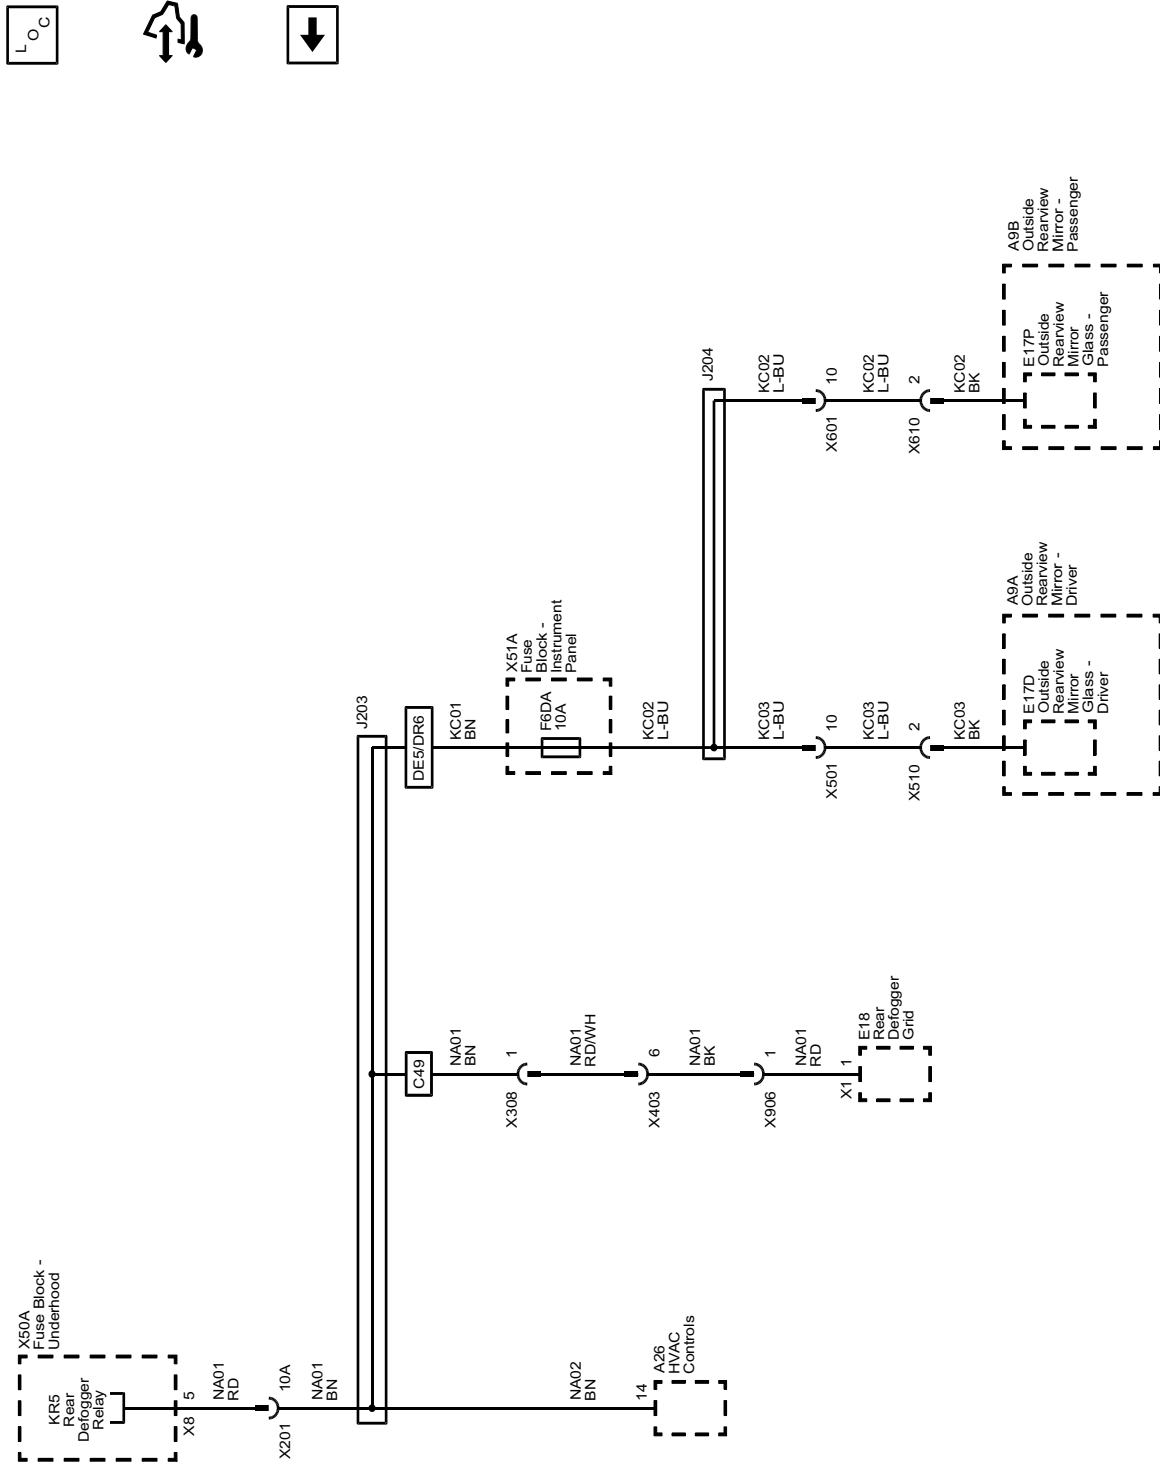 L O C
X50A
Fuse Block -
Underhood
KR5
Rear
Defogger
Relay
X8 5
NA01
RD
X201 10A
NA01
BN
J203
NA02
BN
14
A26
HVAC
Controls
C49
NA01
BN
X308 1
NA01
RD/WH
X403 6
NA01
BK
X906 1
NA01
RD
X1 1
E18
Rear
Defogger
Grid
DE5/DR6
KC01
BN
X51A
Fuse
Block -
Instrument
Panel
F6DA
10A
KC02
L-BU
J204
KC03
L-BU
X501 10
KC03
L-BU
X510 2
KC03
BK
A9A
Outside
Rearview
Mirror -
Driver
E17D
Outside
Rearview
Mirror
Glass -
Driver
KC02
L-BU
X601 10
KC02
L-BU
X610 2
KC02
BK
A9B
Outside
Rearview
Mirror -
Passenger
E17P
Outside
Rearview
Mirror
Glass -
Passenger